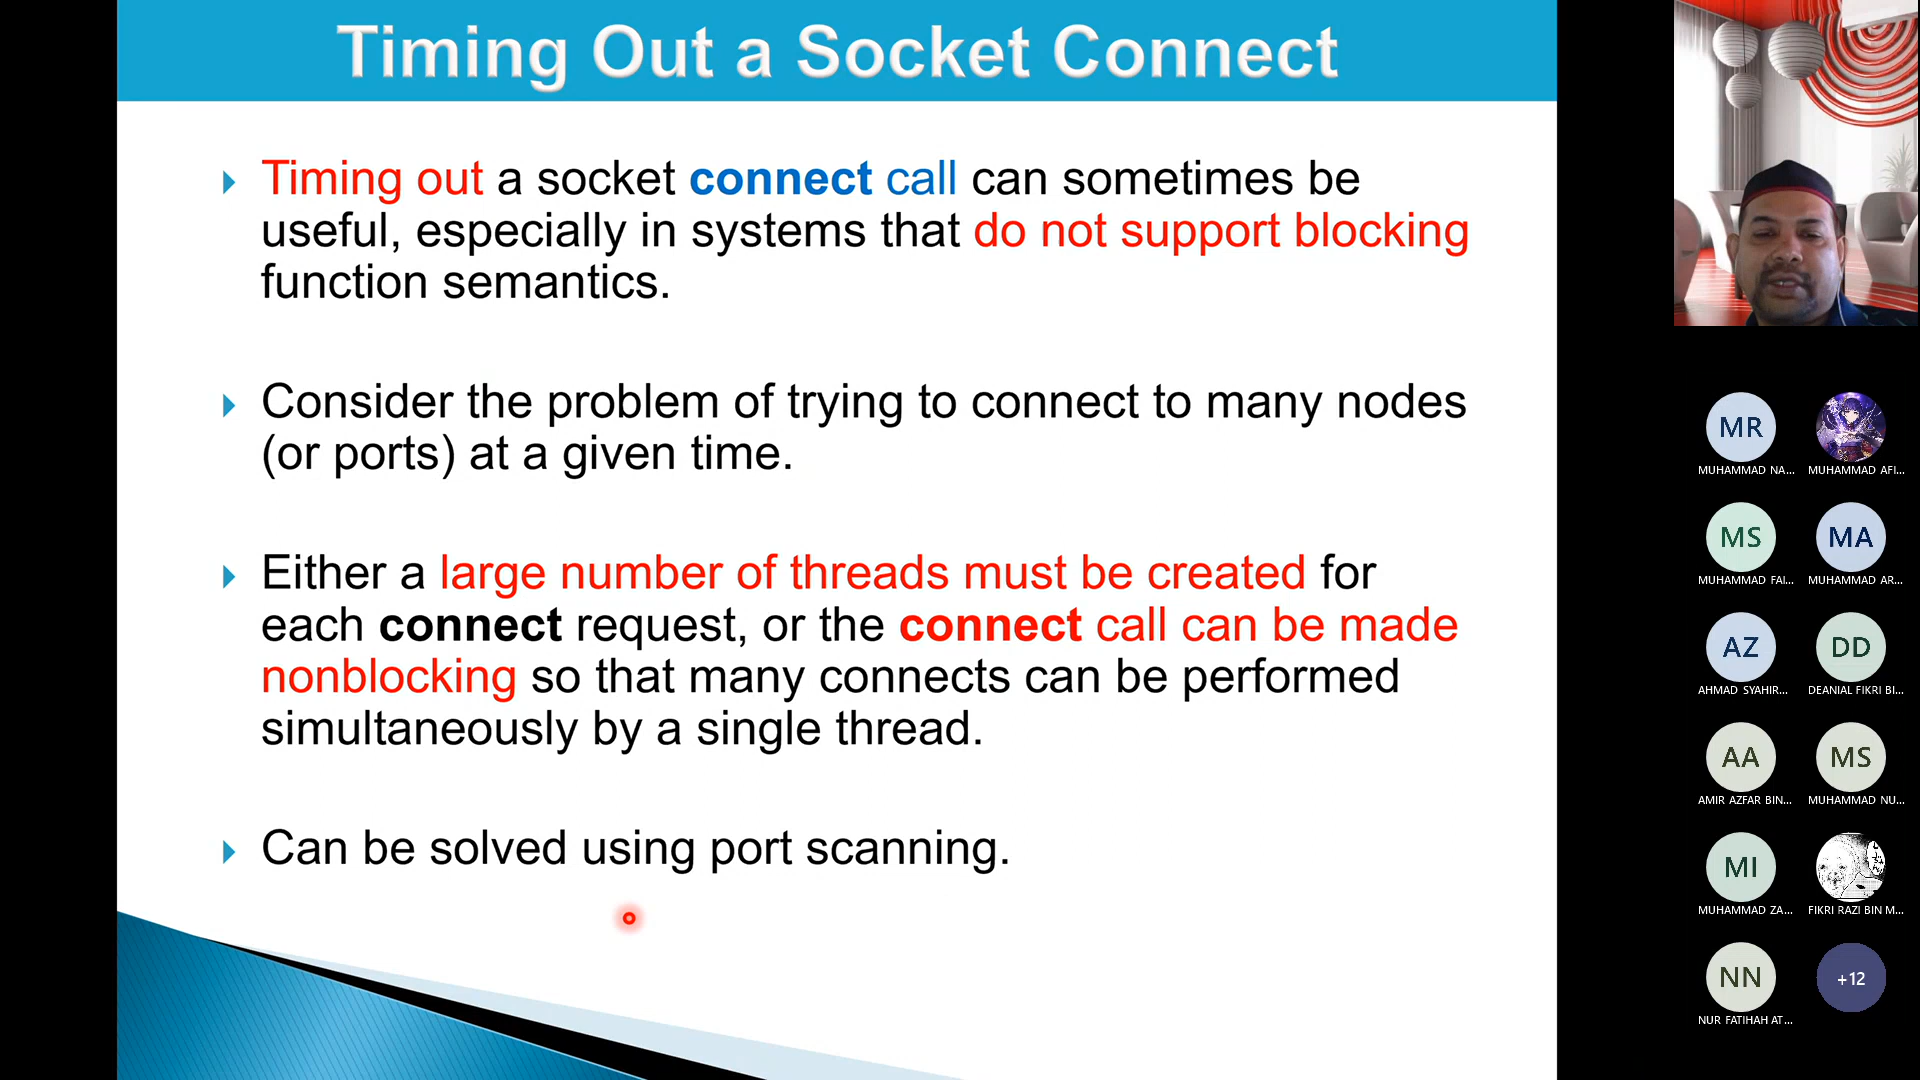 Timing Out a Socket Connect
Timing out a socket connect call can sometimes be
useful, especially in systems that do not support blocking
function semantics.
Consider the problem of trying to connect to many nodes
(or ports) at a given time.
Either a large number of threads must be created for
each connect request, or the connect call can be made
nonblocking so that many connects can be performed
simultaneously by a single thread.
Can be solved using port scanning.
MR
MUHAMMAD NA...
MUHAMMAD AFI...
MS
MUHAMMAD FAI...
MA
MUHAMMAD AR...
AZ
AHMAD SYAHIR...
DD
DEANIAL FIKRI BI...
AA
AMIR AZFAR BIN...
MS
MUHAMMAD NU...
MI
MUHAMMAD ZA...
FIKRI RAZI BIN M...
NN
NUR FATIHAH AT...
+12